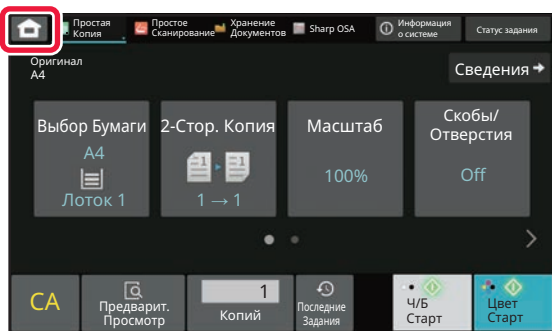 Простая Копия
Простое Сканирование
Хранение Документов
Sharp OSA
Информация о системе
Статус задания
Оригинал
A4
Сведения
Выбор Бумаги
A4
Лоток 1
2-Стор. Копия
1
1
1 → 1
Масштаб
100%
Скобы/
Отверстия
Off
CA
Предварит.
Просмотр
1
Копий
Последние
Задания
Ч/Б
Старт
Цвет
Старт